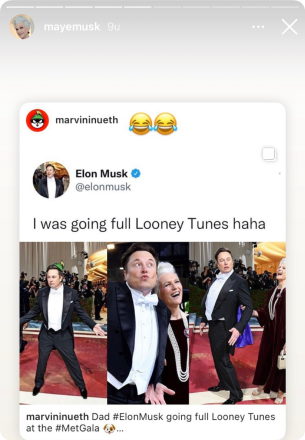 mayemusk 9u
marvininueth 😂😂
Elon Musk
@elonmusk
I was going full Looney Tunes haha
marvininueth Dad #ElonMusk going full Looney Tunes
at the #MetGala 🐶...